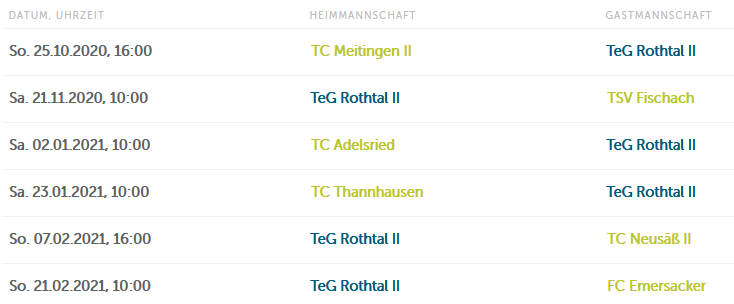 DATUM, UHRZEIT HEIMMANNSCHAFT GASTMANNSCHAFT
So. 25.10.2020, 16:00 TC Meitingen II TeG Rothtal II
Sa. 21.11.2020, 10:00 TeG Rothtal II TSV Fischach
Sa. 02.01.2021, 10:00 TC Adelsried TeG Rothtal II
Sa. 23.01.2021, 10:00 TC Thannhausen TeG Rothtal II
So. 07.02.2021, 16:00 TeG Rothtal II TC Neusäß II
So. 21.02.2021, 10:00 TeG Rothtal II FC Emersacker